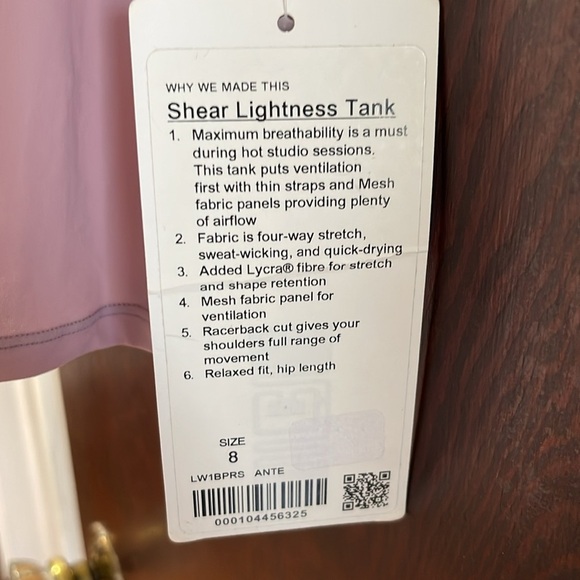 WHY WE MADE THIS
Shear Lightness Tank
1. Maximum breathability is a must
during hot studio sessions.
This tank puts ventilation
first with thin straps and Mesh
fabric panels providing plenty
of airflow
2. Fabric is four-way stretch,
sweat-wicking, and quick-drying
3. Added Lycra® fibre for stretch
and shape retention
4. Mesh fabric panel for
ventilation
5. Racerback cut gives your
shoulders full range of
movement
6. Relaxed fit, hip length
SIZE
8
LW1BPRS ANTE
000104456325